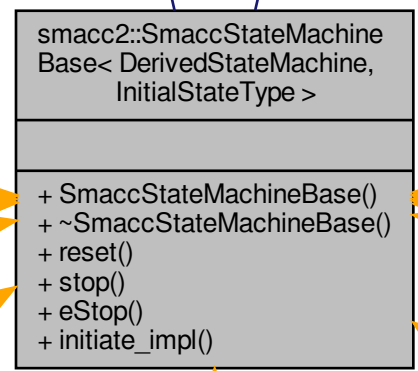 smacc2::SmaccStateMachine
Base< DerivedStateMachine,
InitialStateType >
+ SmaccStateMachineBase()
+ ~SmaccStateMachineBase()
+ reset()
+ stop()
+ eStop()
+ initiate_impl()